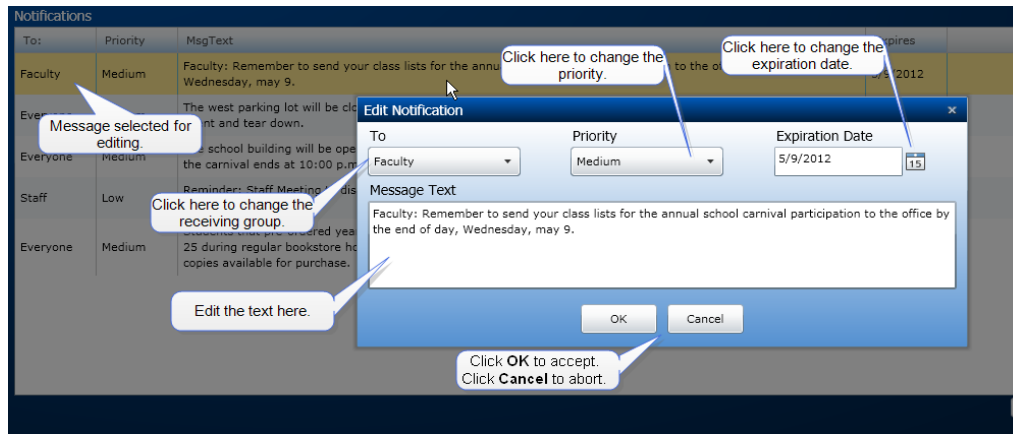 Notifications
To: Priority MsgText pires
Click here to change the
priority.
Click here to change the
expiration date.
Faculty Medium Faculty: Remember to send your class lists for the annu to the of 5/9/2012
Wednesday, may 9.
Message selected for
editing.
The west parking lot will be clo
ent and tear down.
Everyone Medium school building will be ope
the carnival ends at 10:00 p.m
Staff Low Reminder: Staff Meeting dis
Click here to change the
receiving group.
Everyone Medium
25 during regular bookstore ho
copies available for purchase.
Edit Notification ×
To Priority Expiration Date
Faculty Medium 5/9/2012 15
Message Text
Faculty: Remember to send your class lists for the annual school carnival participation to the office by
the end of day, Wednesday, may 9.
Edit the text here.
OK Cancel
Click OK to accept.
Click Cancel to abort.